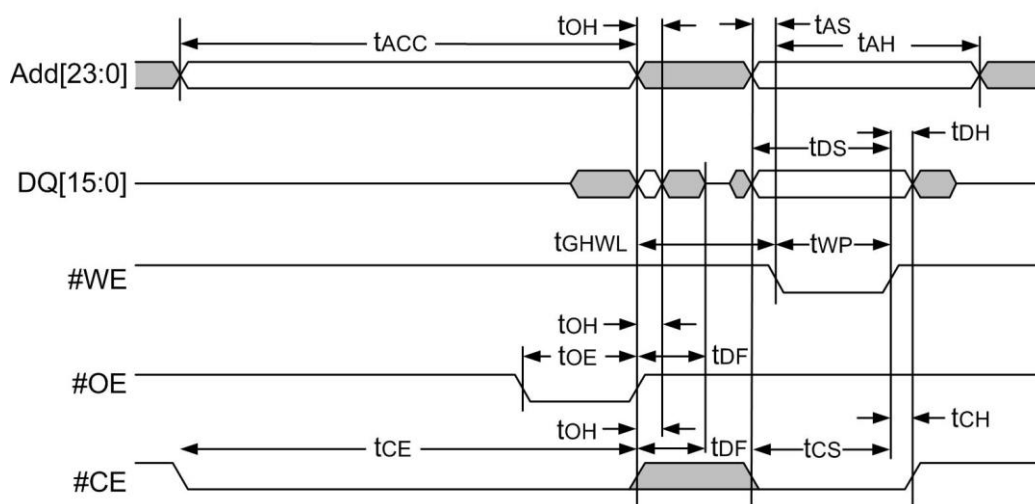 tOH tAS
tACC tAH
Add[23:0]
tDH
tDS
DQ[15:0]
tGHWL tWP
#WE
tOH
tOE tDF
#OE
tOH tCH
tCE tDF tCS
#CE